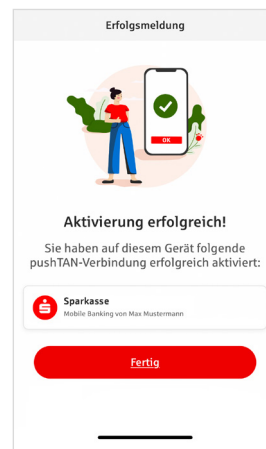 Erfolgsmeldung
OK
Aktivierung erfolgreich!
Sie haben auf diesem Gerät folgende
pushTAN-Verbindung erfolgreich aktiviert:
Sparkasse
Mobile Banking von Max Mustermann
Fertig